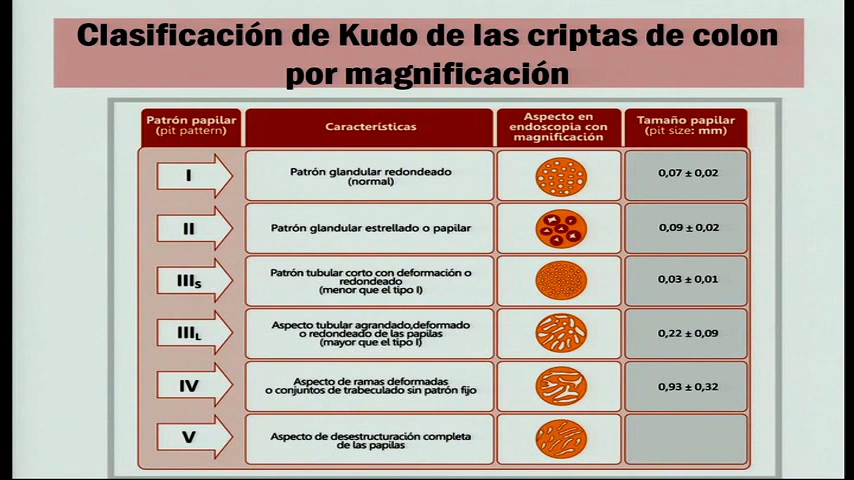 Clasificación de Kudo de las criptas de colon
por magnificación
Patrón papilar
(pit pattern)
Características
Aspecto en
endoscopia con
magnificación
Tamaño papilar
(pit size: mm)
I
Patrón glandular redondeado
(normal)
0,07 ± 0,02
II
Patrón glandular estrellado o papilar
0,09 ± 0,02
IIIS
Patrón tubular corto con deformación o
redondeado
(menor que el tipo I)
0,03 ± 0,01
IIIL
Aspecto tubular agrandado,deformado
o redondeado de las papilas
(mayor que el tipo I)
0,22 ± 0,09
IV
Aspecto de ramas deformadas
o conjuntos de trabeculado sin patrón fijo
0,93 ± 0,32
V
Aspecto de desestructuración completa
de las papilas